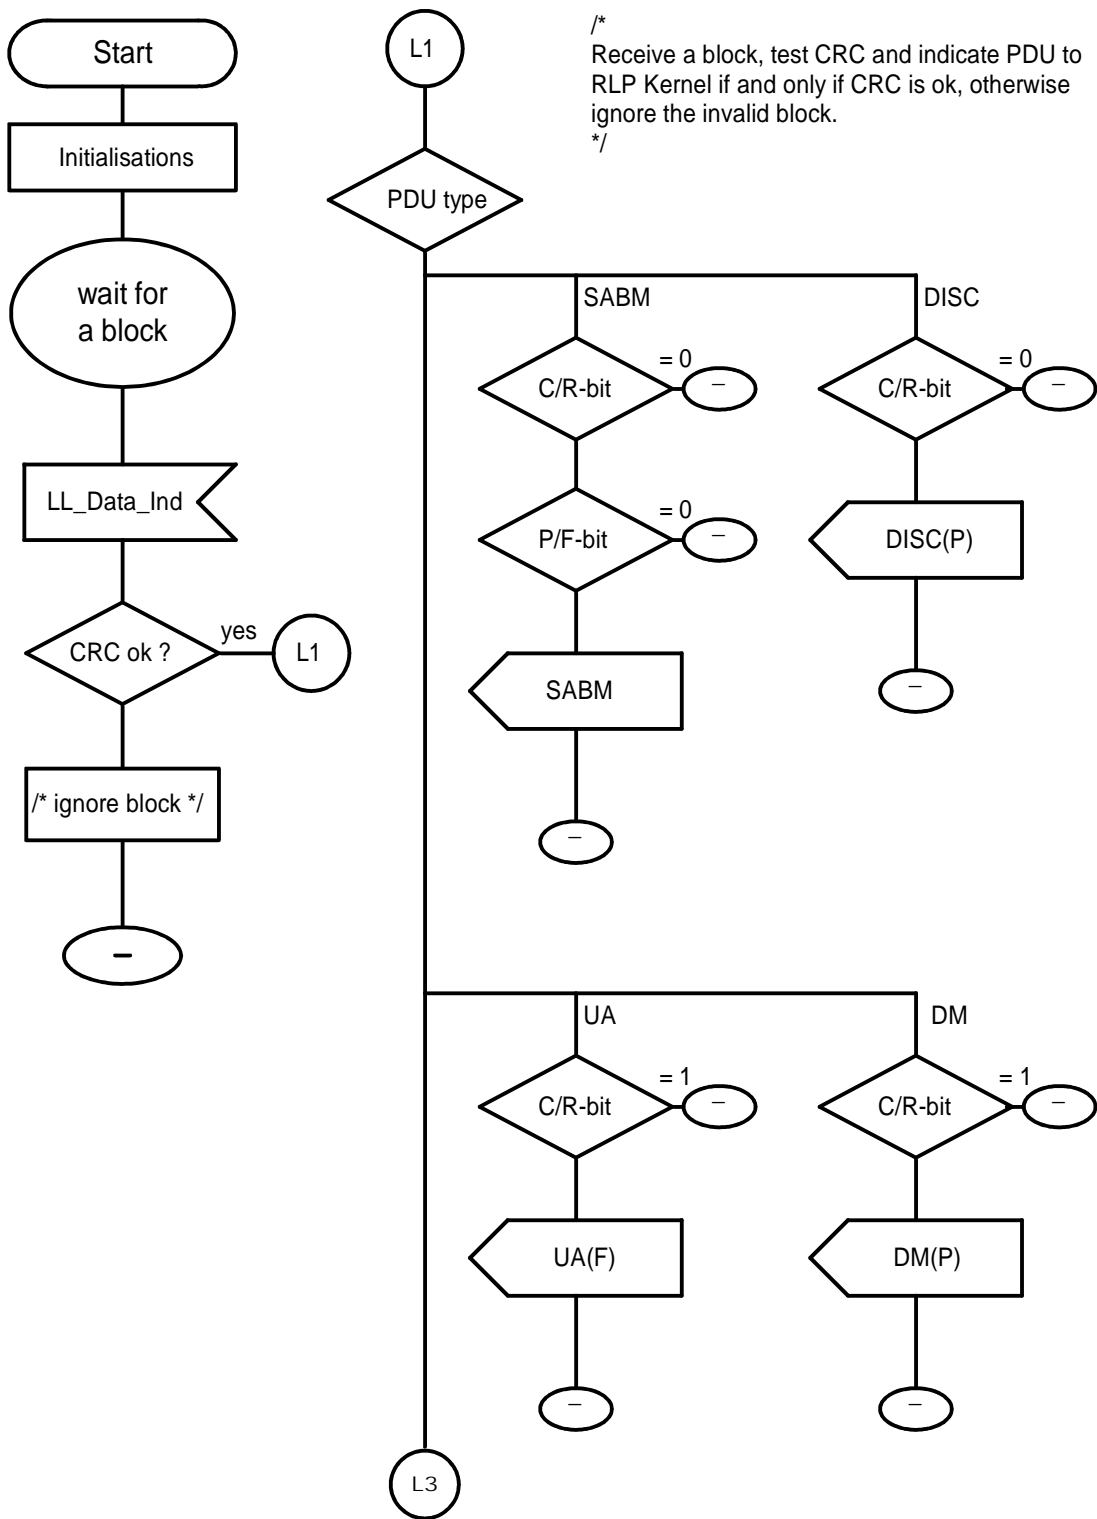 Start
Initialisations
wait for
a block
LL_Data_Ind
CRC ok ?
yes
L1
/* ignore block */
–
L1
/*
Receive a block, test CRC and indicate PDU to
RLP Kernel if and only if CRC is ok, otherwise
ignore the invalid block.
*/
PDU type
SABM
C/R-bit
= 0
–
P/F-bit
= 0
–
SABM
–
DISC
C/R-bit
= 0
–
DISC(P)
–
UA
C/R-bit
= 1
–
UA(F)
–
DM
C/R-bit
= 1
–
DM(P)
–
L3